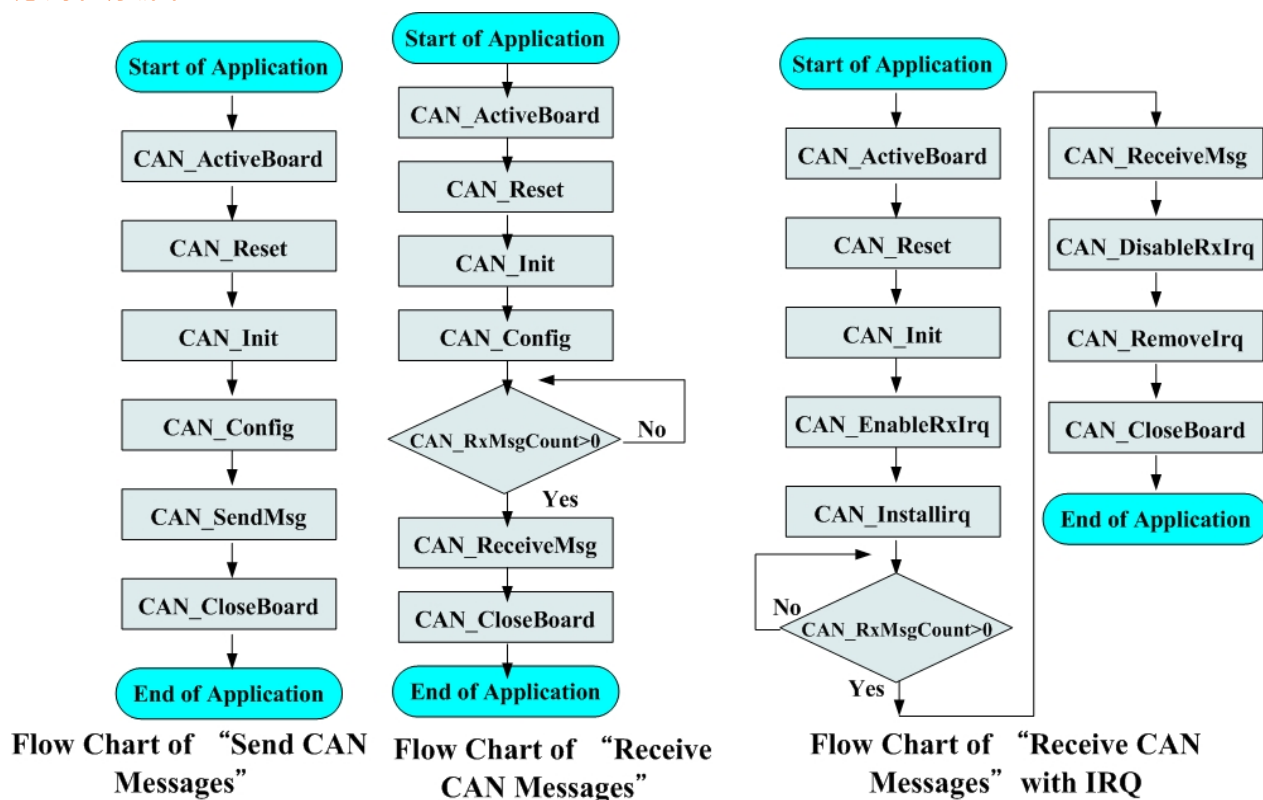 Start of Application
CAN_ActiveBoard
CAN_Reset
CAN_Init
CAN_Config
CAN_SendMsg
CAN_CloseBoard
End of Application
Flow Chart of “Send CAN
Messages”
Start of Application
CAN_ActiveBoard
CAN_Reset
CAN_Init
CAN_Config
CAN_RxMsgCount>0
No
Yes
CAN_ReceiveMsg
CAN_CloseBoard
End of Application
Flow Chart of “Receive
CAN Messages”
Start of Application
CAN_ActiveBoard
CAN_Reset
CAN_Init
CAN_EnableRxIrq
CAN_Installirq
No
CAN_RxMsgCount>0
Yes
CAN_ReceiveMsg
CAN_DisableRxIrq
CAN_RemoveIrq
CAN_CloseBoard
End of Application
Flow Chart of “Receive CAN
Messages” with IRQ